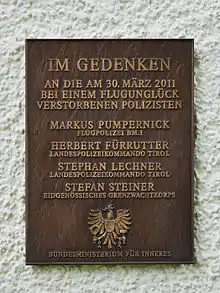 IM GEDENKEN
AN DIE AM 30. MÄRZ 2011
BEI EINEM FLUGUNGLÜCK
VERSTORBENEN POLIZISTEN
MARKUS PUMPERNICK
FLUGPOLIZEI BM.I
HERBERT FÜRRUTTER
LANDESPOLIZEIKOMMANDO TIROL
STEPHAN LECHNER
LANDESPOLIZEIKOMMANDO TIROL
STEFAN STEINER
EIDGENÖSSISCHES GRENZWACHTKORPS
BUNDESMINISTERIUM FÜR INNERES